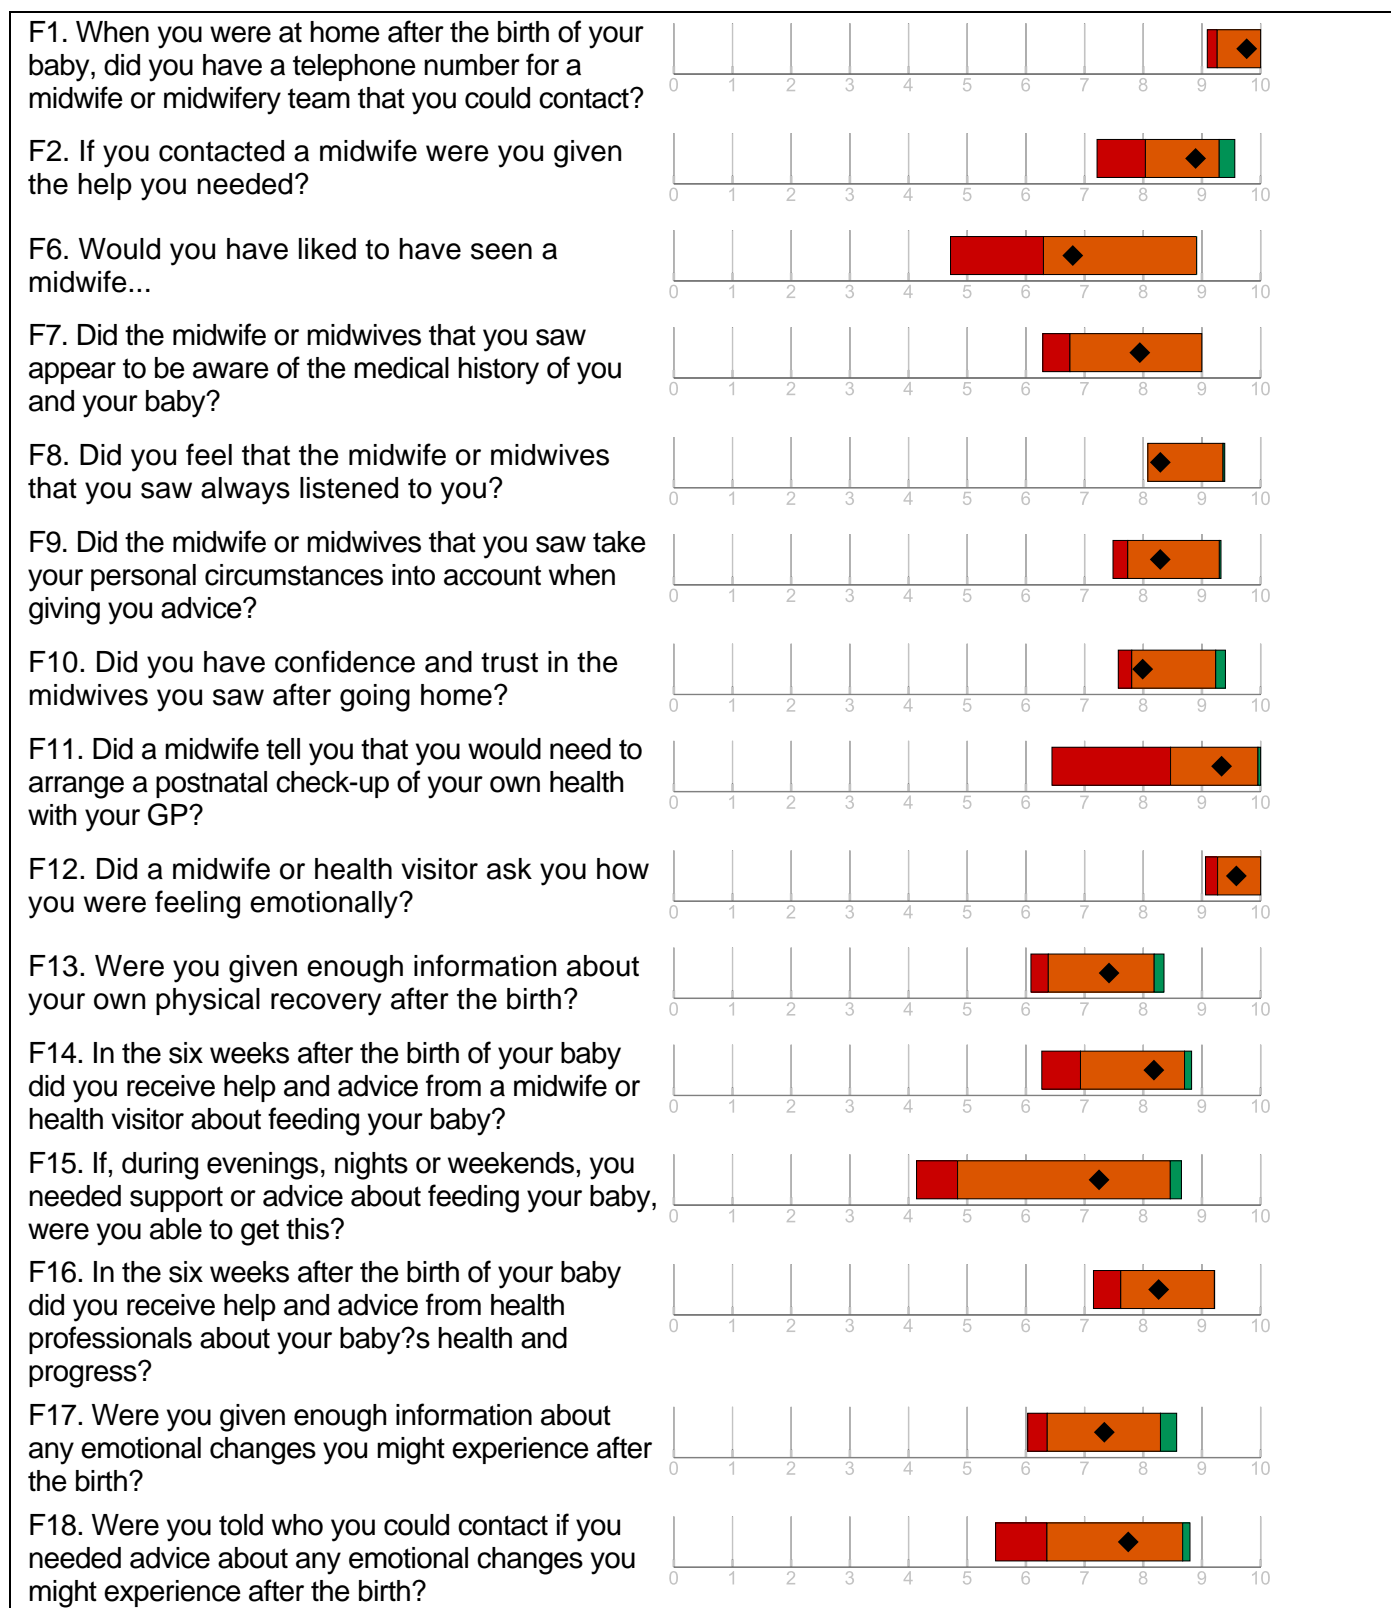 F1. When you were at home after the birth of your
baby, did you have a telephone number for a
midwife or midwifery team that you could contact?
0 1 2 3 4 5 6 7 8 9 10
F2. If you contacted a midwife were you given
the help you needed?
0 1 2 3 4 5 6 7 8 9 10
F6. Would you have liked to have seen a
midwife...
0 1 2 3 4 5 6 7 8 9 10
F7. Did the midwife or midwives that you saw
appear to be aware of the medical history of you
and your baby?
0 1 2 3 4 5 6 7 8 9 10
F8. Did you feel that the midwife or midwives
that you saw always listened to you?
0 1 2 3 4 5 6 7 8 9 10
F9. Did the midwife or midwives that you saw take
your personal circumstances into account when
giving you advice?
0 1 2 3 4 5 6 7 8 9 10
F10. Did you have confidence and trust in the
midwives you saw after going home?
0 1 2 3 4 5 6 7 8 9 10
F11. Did a midwife tell you that you would need to
arrange a postnatal check-up of your own health
with your GP?
0 1 2 3 4 5 6 7 8 9 10
F12. Did a midwife or health visitor ask you how
you were feeling emotionally?
0 1 2 3 4 5 6 7 8 9 10
F13. Were you given enough information about
your own physical recovery after the birth?
0 1 2 3 4 5 6 7 8 9 10
F14. In the six weeks after the birth of your baby
did you receive help and advice from a midwife or
health visitor about feeding your baby?
0 1 2 3 4 5 6 7 8 9 10
F15. If, during evenings, nights or weekends, you
needed support or advice about feeding your baby,
were you able to get this?
0 1 2 3 4 5 6 7 8 9 10
F16. In the six weeks after the birth of your baby
did you receive help and advice from health
professionals about your baby?s health and
progress?
0 1 2 3 4 5 6 7 8 9 10
F17. Were you given enough information about
any emotional changes you might experience after
the birth?
0 1 2 3 4 5 6 7 8 9 10
F18. Were you told who you could contact if you
needed advice about any emotional changes you
might experience after the birth?
0 1 2 3 4 5 6 7 8 9 10